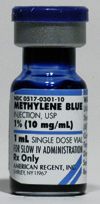 NDC 0517-0301-10
METHYLENE BLUE
INJECTION, USP
1% (10 mg/mL)
1 mL SINGLE DOSE VIAL
FOR SLOW IV ADMINISTRATION
Rx Only
AMERICAN REGENT, INC.
SHIRLEY, NY 11967